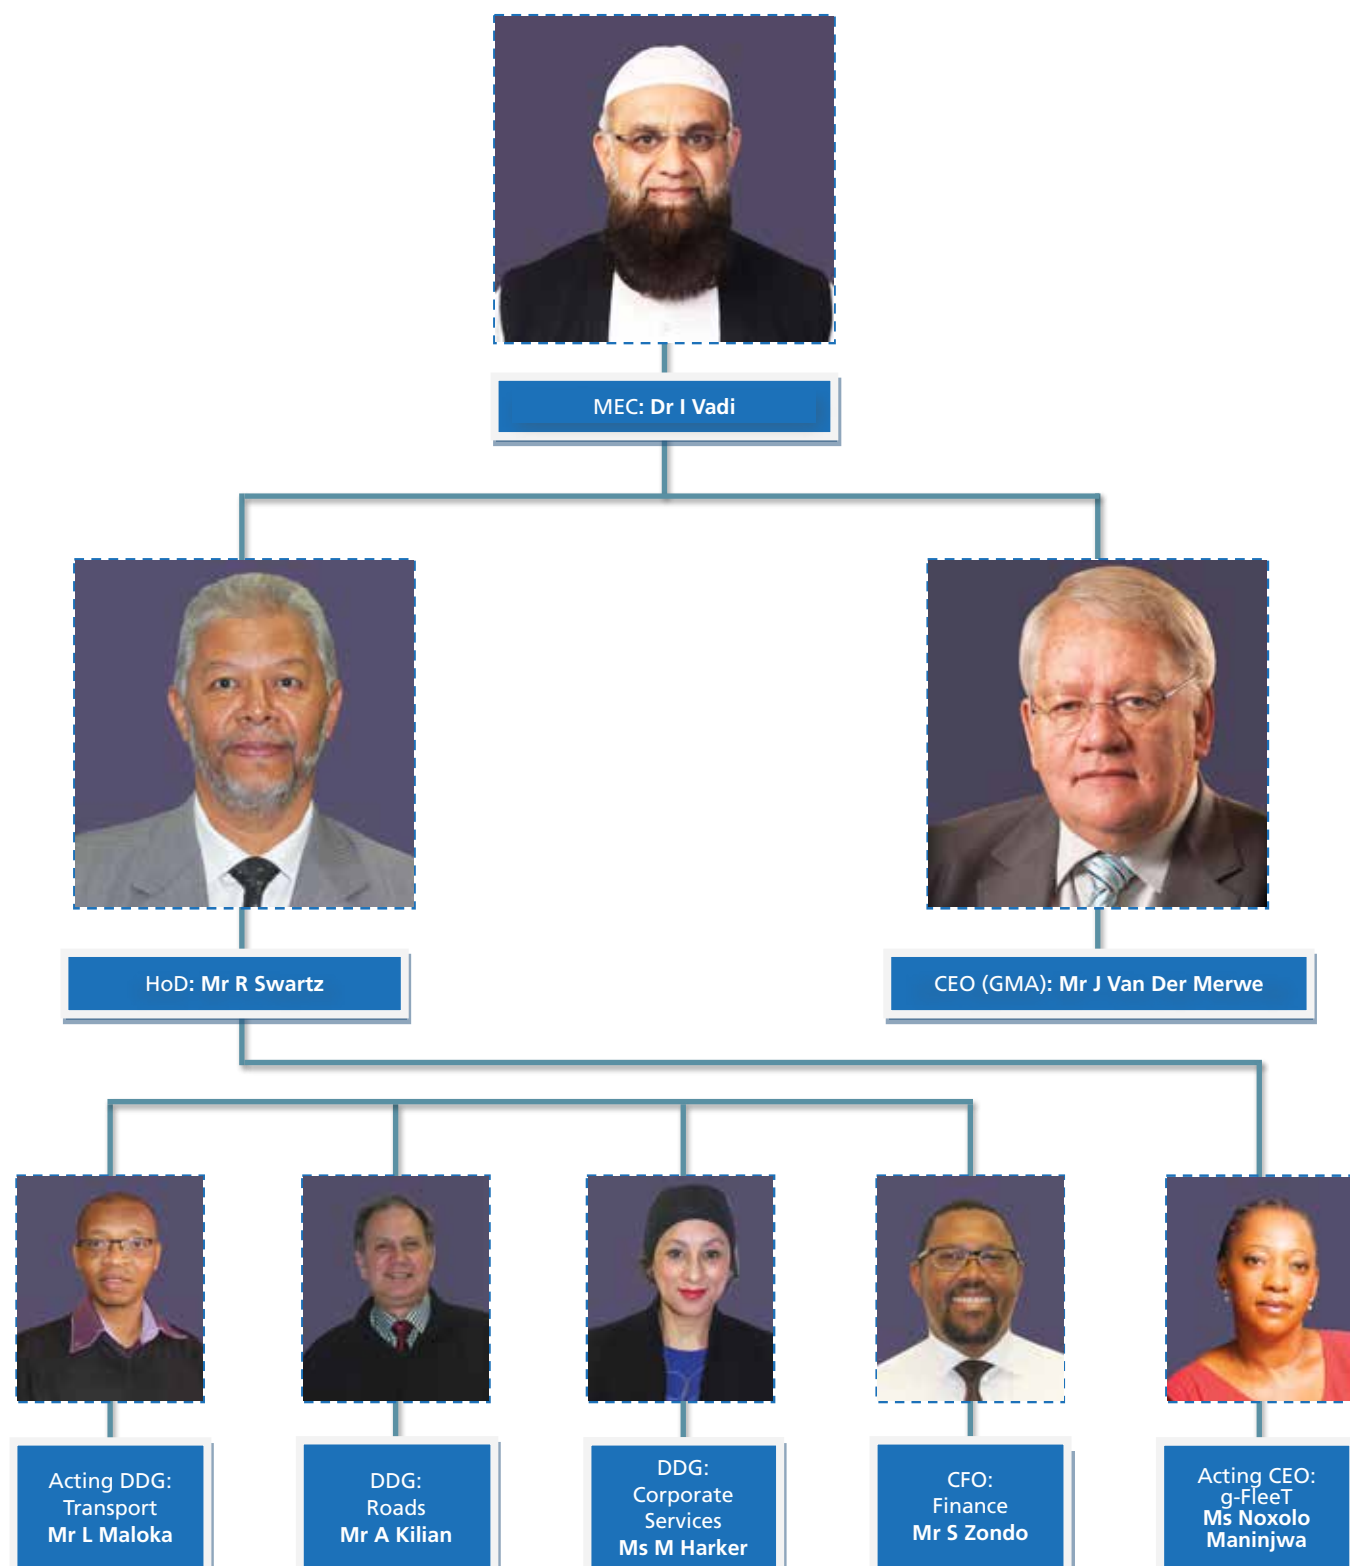 MEC: Dr I Vadi
HoD: Mr R Swartz
CEO (GMA): Mr J Van Der Merwe
Acting DDG:
Transport
Mr L Maloka
DDG:
Roads
Mr A Kilian
DDG:
Corporate
Services
Ms M Harker
CFO:
Finance
Mr S Zondo
Acting CEO:
g-FleeT
Ms Noxolo
Maninjwa